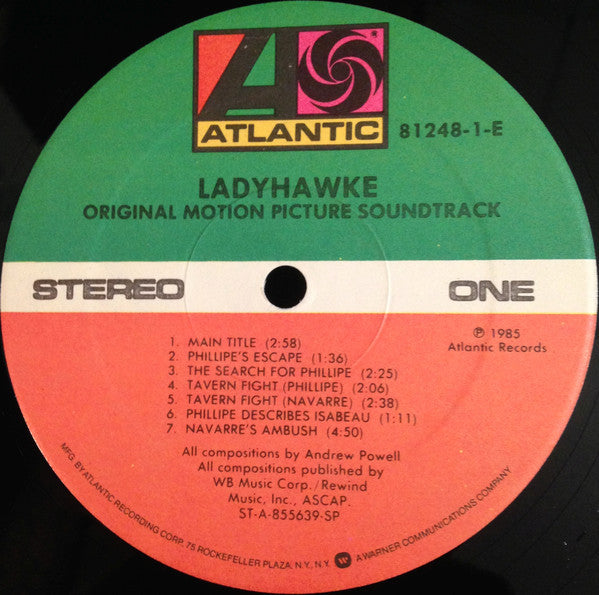 ATLANTIC
®
81248-1-E
LADYHAWKE
ORIGINAL MOTION PICTURE SOUNDTRACK
STEREO
ONE
℗ 1985
Atlantic Records
1. MAIN TITLE (2:58)
2. PHILLIPE'S ESCAPE (1:36)
3. THE SEARCH FOR PHILLIPE (2:25)
4. TAVERN FIGHT (PHILLIPE) (2:06)
5. TAVERN FIGHT (NAVARRE) (2:38)
6. PHILLIPE DESCRIBES ISABEAU (1:11)
7. NAVARRE'S AMBUSH (4:50)
All compositions by Andrew Powell
All compositions published by
WB Music Corp./Rewind
Music, Inc., ASCAP.
ST-A-855639-SP
MFG. BY ATLANTIC RECORDING CORP. 75 ROCKEFELLER PLAZA, N.Y., N.Y. A WARNER COMMUNICATIONS COMPANY